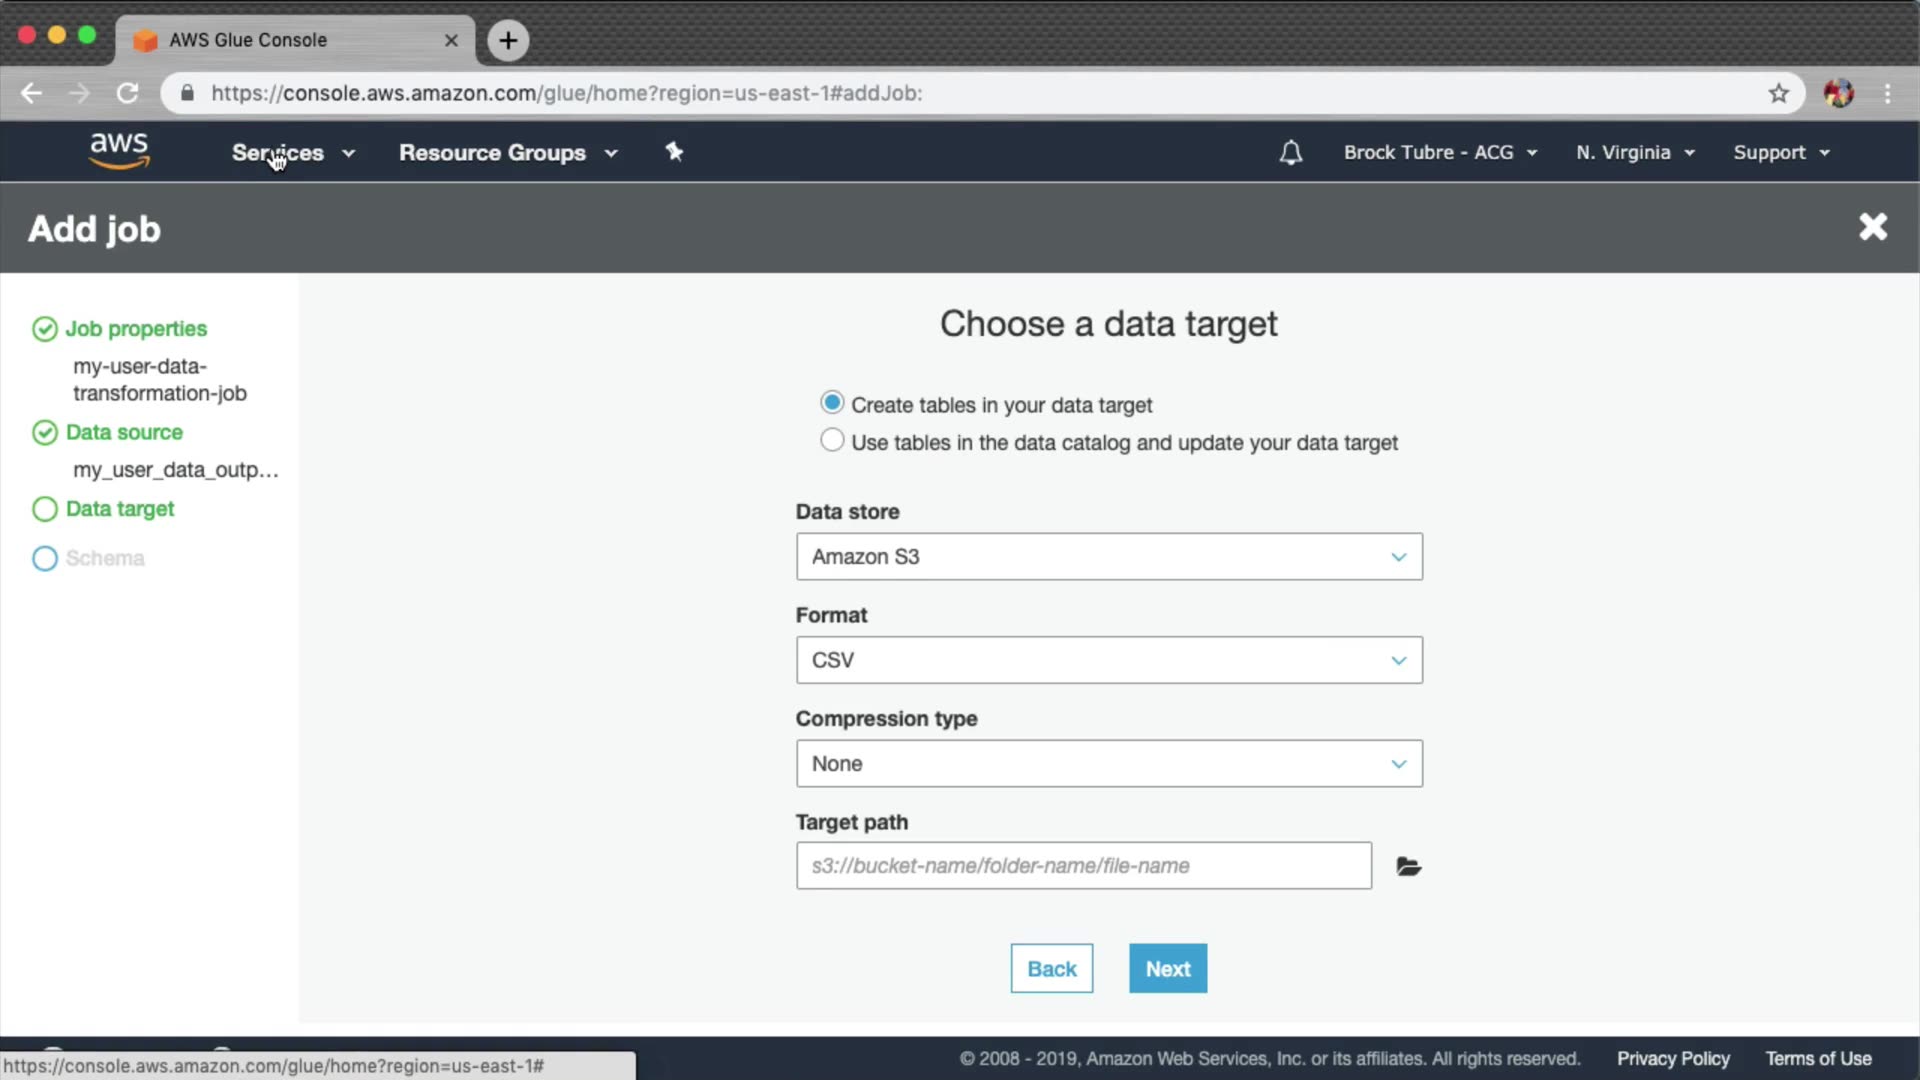 AWS Glue Console
https://console.aws.amazon.com/glue/home?region=us-east-1#addJob:
aws
Services
Resource Groups
Brock Tubre - ACG
N. Virginia
Support
Add job
Job properties
my-user-data-
transformation-job
Data source
my_user_data_outp...
Data target
Schema
Choose a data target
Create tables in your data target
Use tables in the data catalog and update your data target
Data store
Amazon S3
Format
CSV
Compression type
None
Target path
s3://bucket-name/folder-name/file-name
Back
Next
https://console.aws.amazon.com/glue/home?region=us-east-1#
© 2008 - 2019, Amazon Web Services, Inc. or its affiliates. All rights reserved.
Privacy Policy
Terms of Use